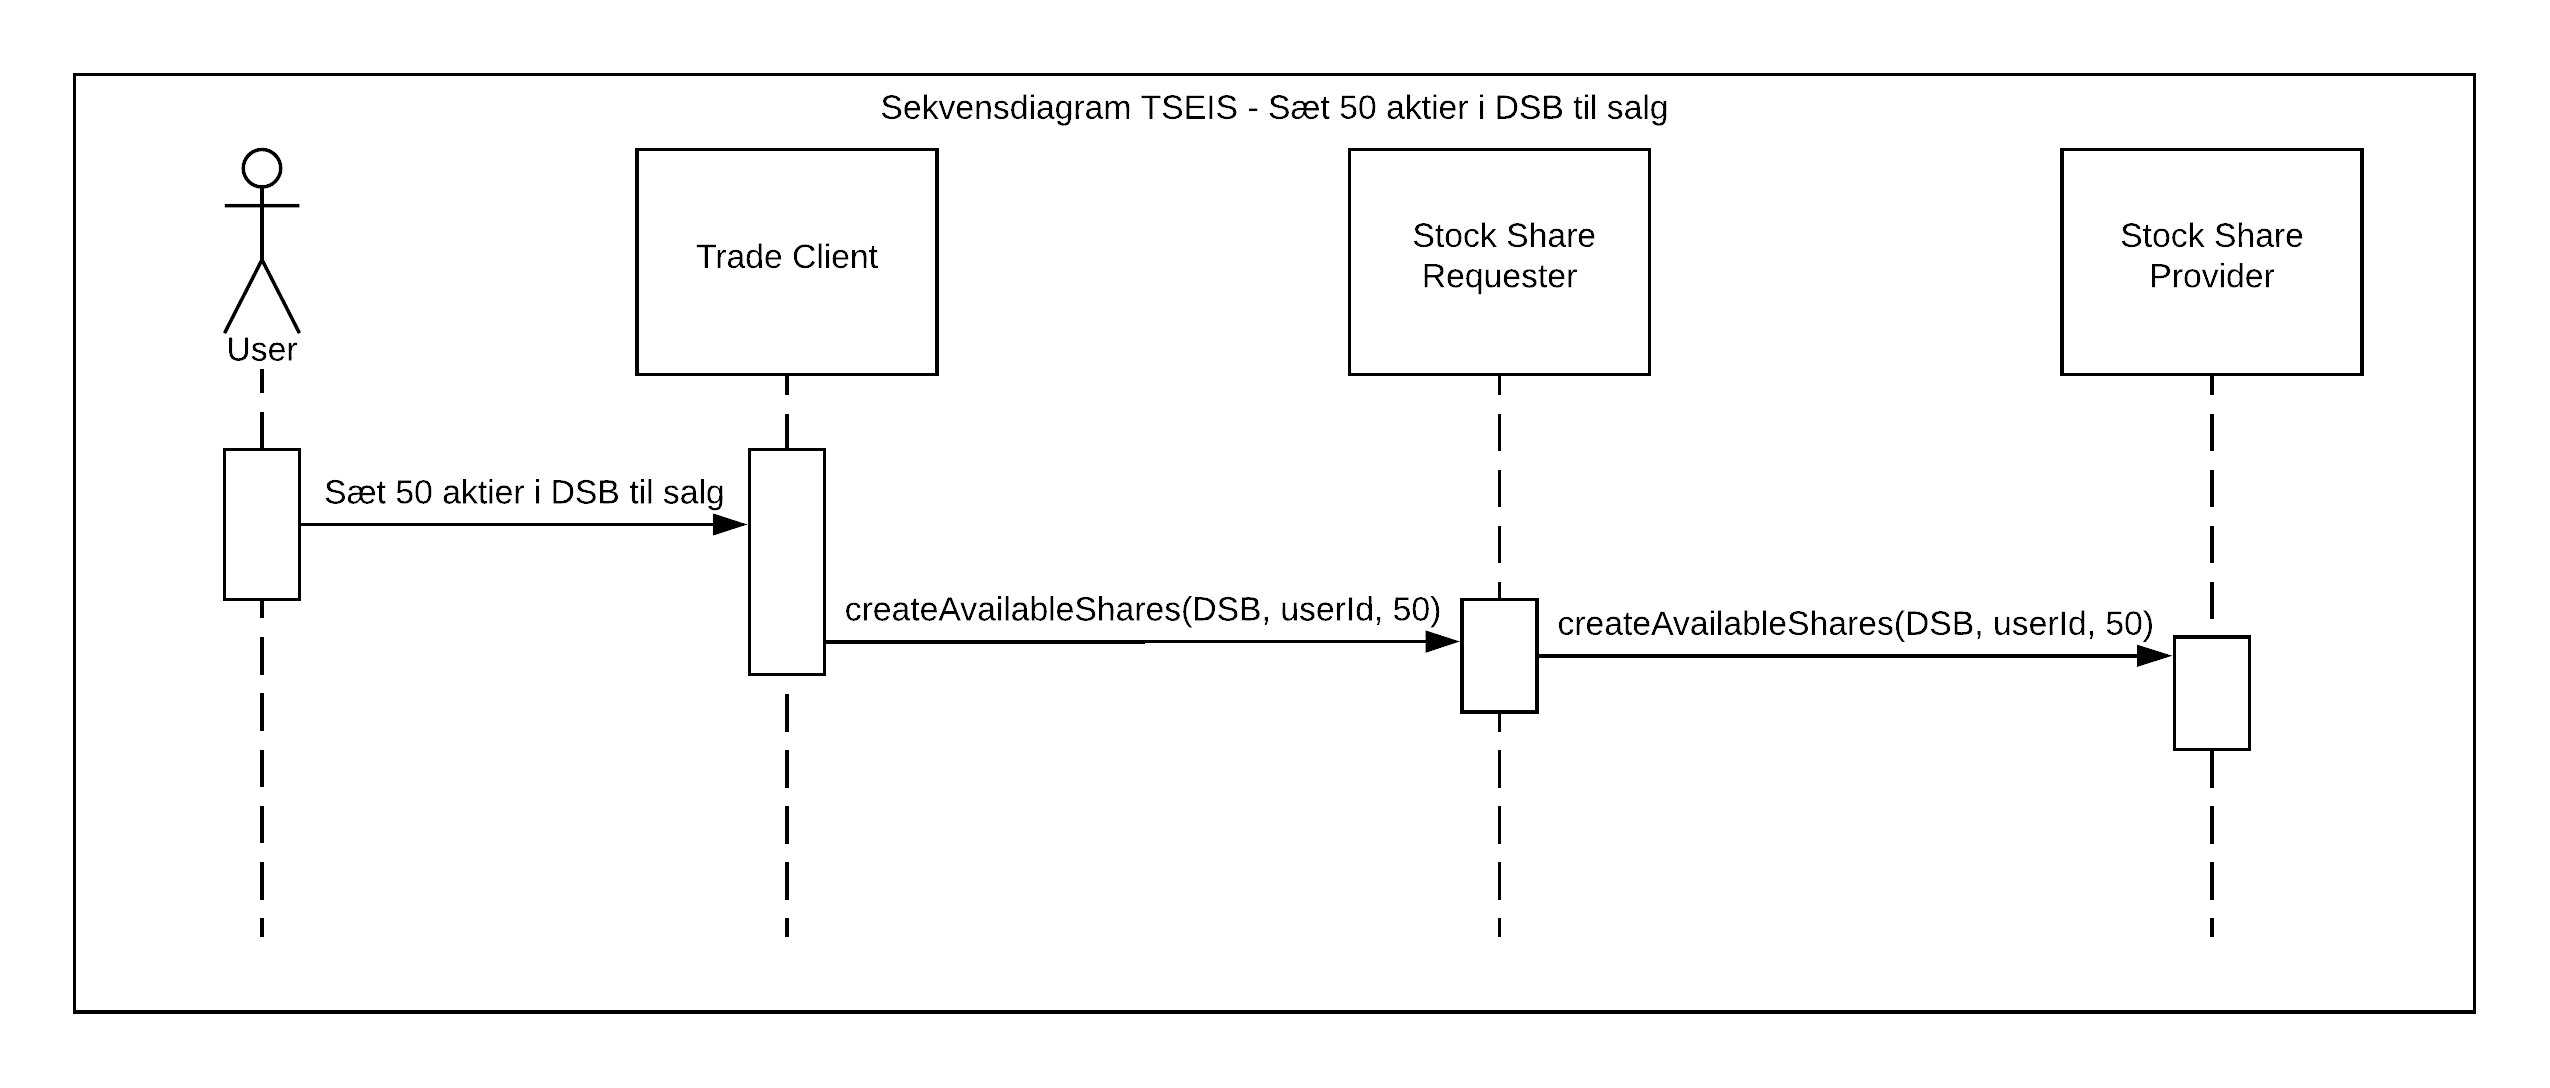 Sekvensdiagram TSEIS - Sæt 50 aktier i DSB til salg
Trade Client
Stock Share
Requester
Stock Share
Provider
User
Sæt 50 aktier i DSB til salg
createAvailableShares(DSB, userId, 50)
createAvailableShares(DSB, userId, 50)